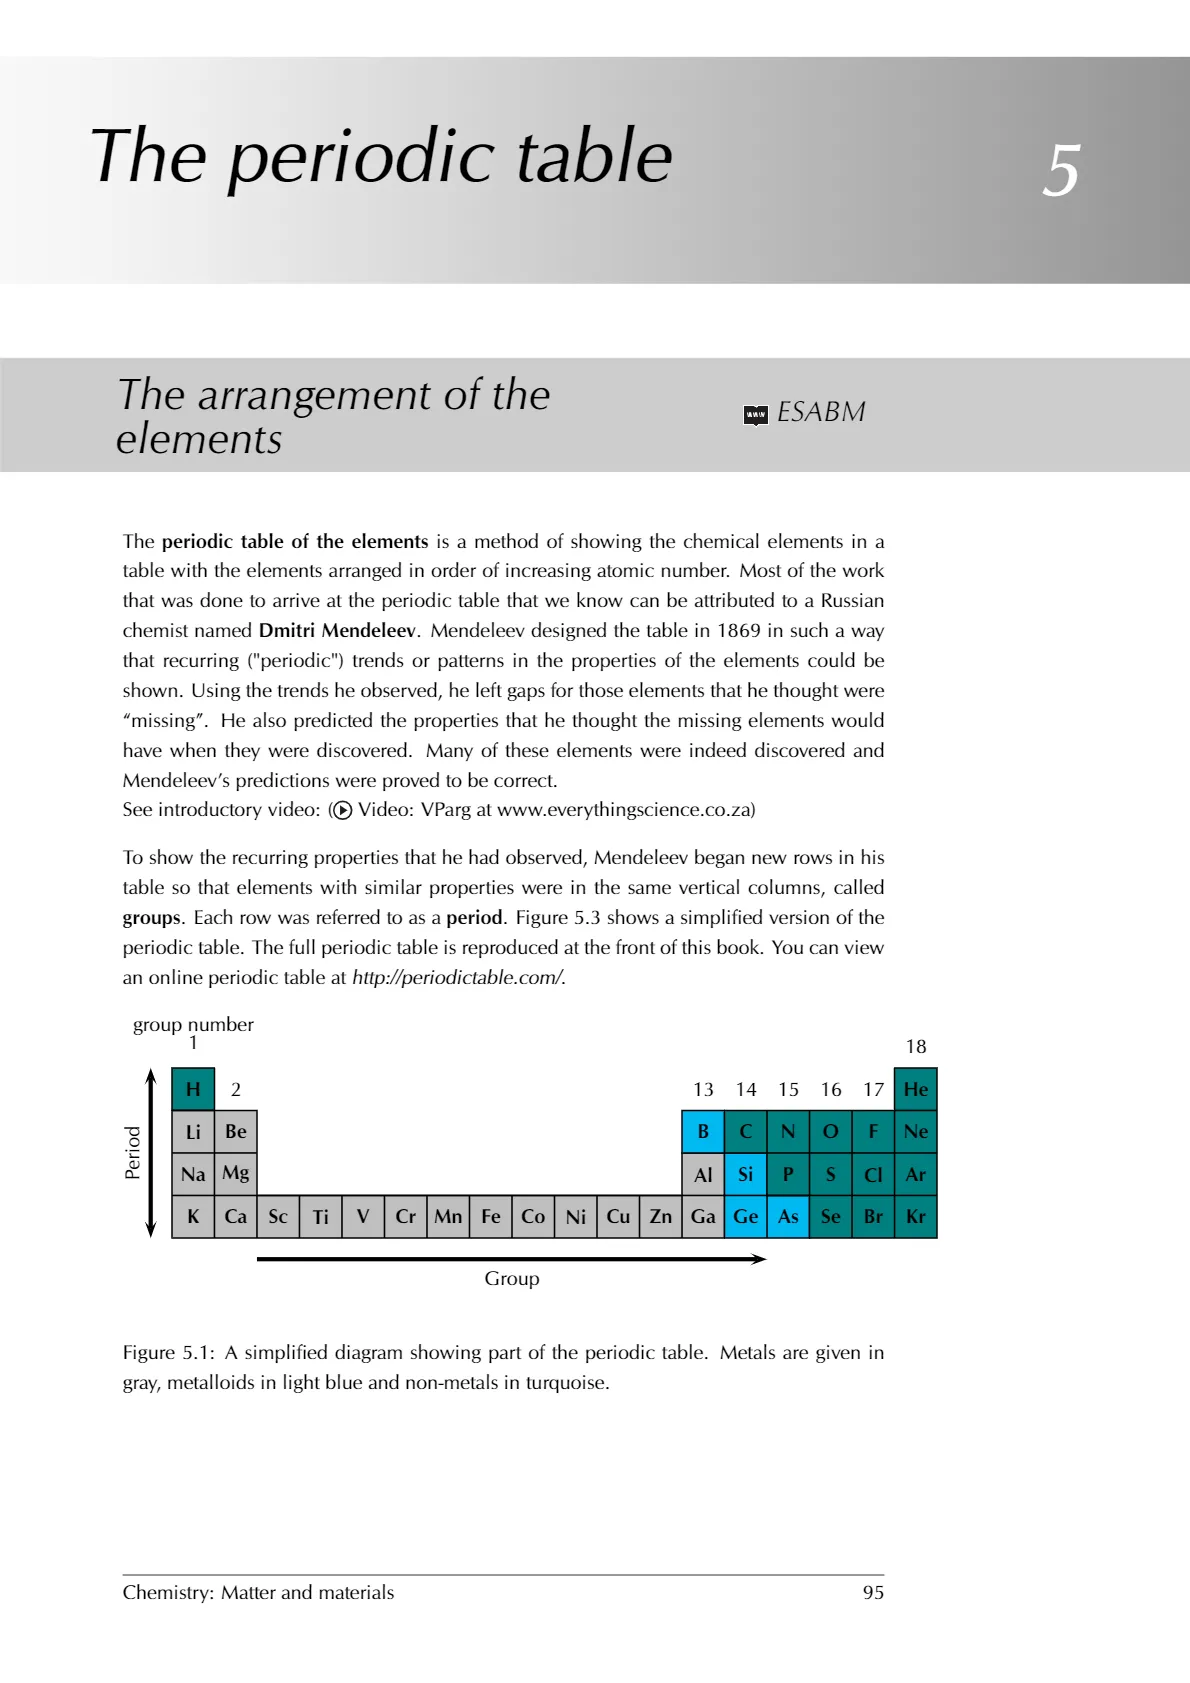 The periodic table
5
The arrangement of the
elements
www ESABM
The periodic table of the elements is a method of showing the chemical elements in a
table with the elements arranged in order of increasing atomic number. Most of the work
that was done to arrive at the periodic table that we know can be attributed to a Russian
chemist named Dmitri Mendeleev. Mendeleev designed the table in 1869 in such a way
that recurring ("periodic") trends or patterns in the properties of the elements could be
shown. Using the trends he observed, he left gaps for those elements that he thought were
“missing”. He also predicted the properties that he thought the missing elements would
have when they were discovered. Many of these elements were indeed discovered and
Mendeleev’s predictions were proved to be correct.
See introductory video: ( Video: VParg at www.everythingscience.co.za)
To show the recurring properties that he had observed, Mendeleev began new rows in his
table so that elements with similar properties were in the same vertical columns, called
groups. Each row was referred to as a period. Figure 5.3 shows a simplified version of the
periodic table. The full periodic table is reproduced at the front of this book. You can view
an online periodic table at http://periodictable.com/.
group number
1 18
H 2 13 14 15 16 17 He
Li Be B C N O F Ne
Period
Na Mg Al Si P S Cl Ar
K Ca Sc Ti V Cr Mn Fe Co Ni Cu Zn Ga Ge As Se Br Kr
Group
Figure 5.1: A simplified diagram showing part of the periodic table. Metals are given in
gray, metalloids in light blue and non-metals in turquoise.
Chemistry: Matter and materials 95